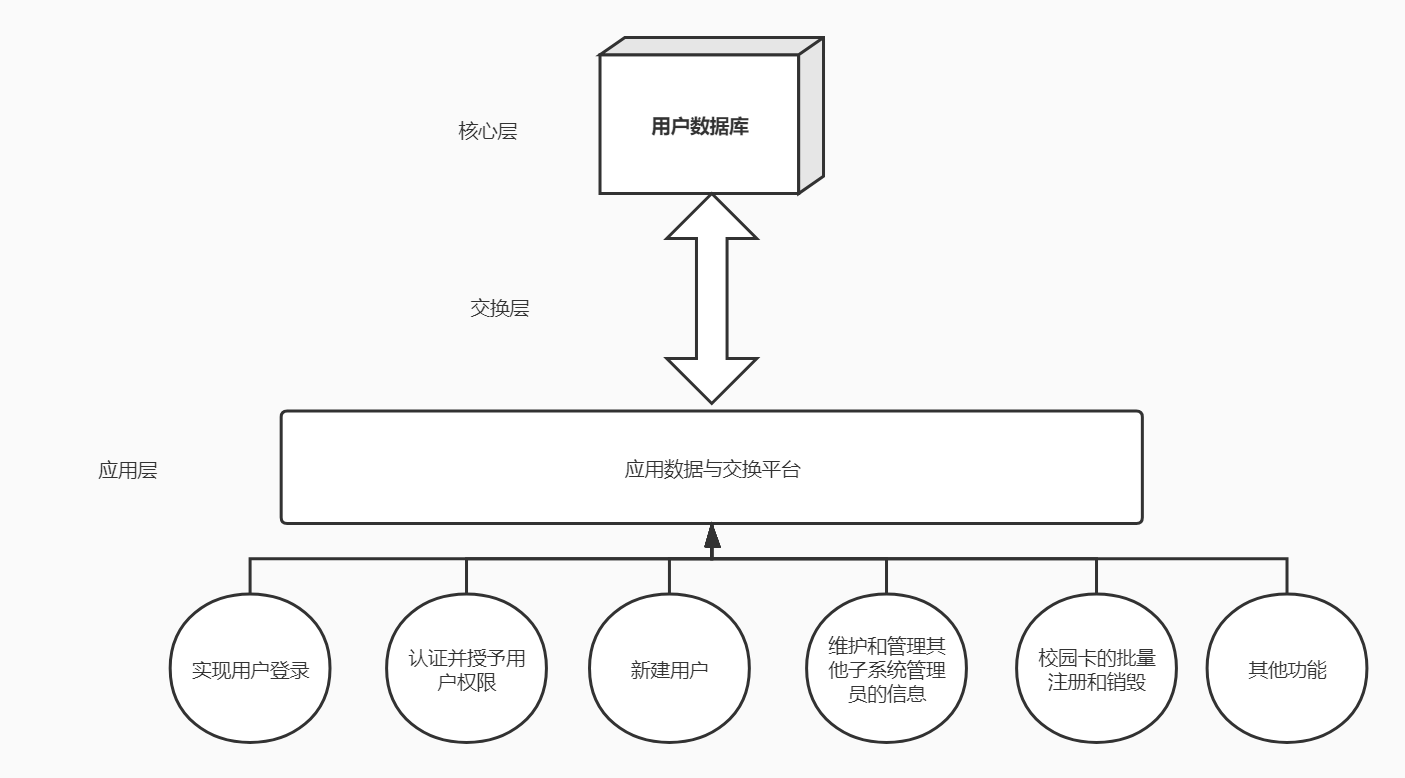 用户数据库
核心层
交换层
应用层
应用数据与交换平台
实现用户登录
认证并授予用
户权限
新建用户
维护和管理其
他子系统管理
员的信息
校园卡的批量
注册和销毁
其他功能